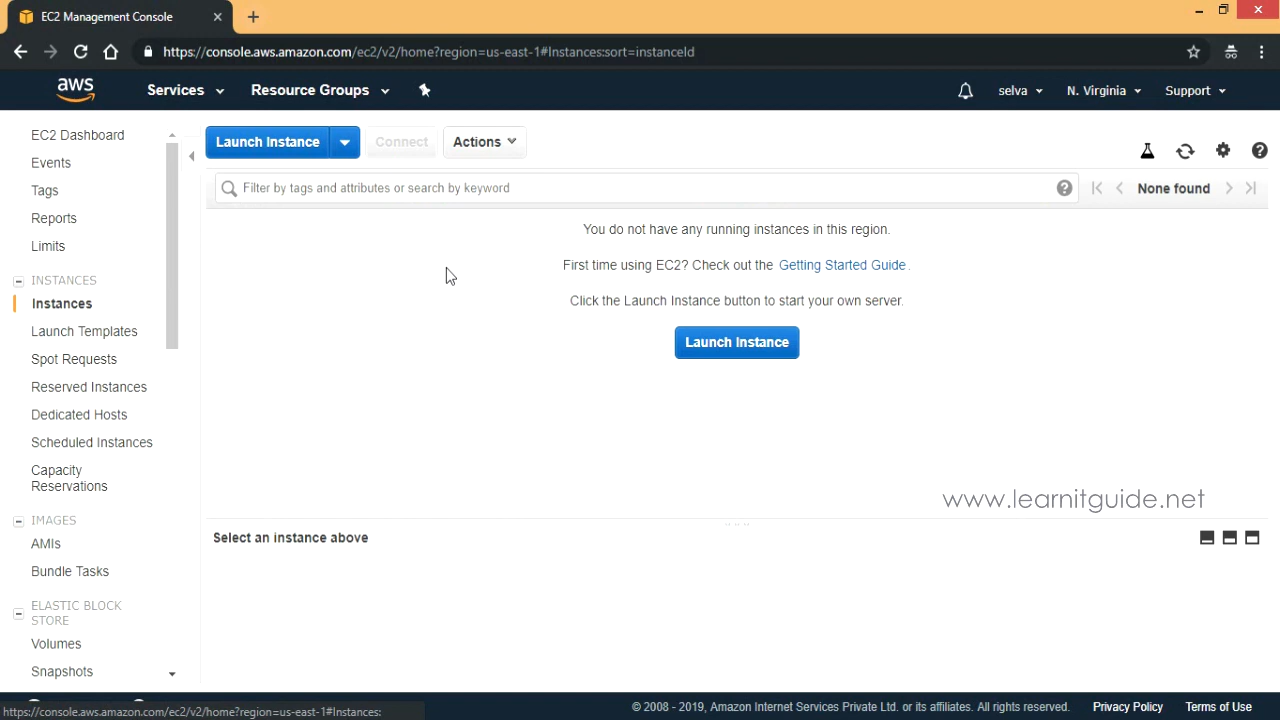 EC2 Management Console
https://console.aws.amazon.com/ec2/v2/home?region=us-east-1#Instances:sort=instanceId
aws
Services
Resource Groups
selva
N. Virginia
Support
EC2 Dashboard
Events
Tags
Reports
Limits
INSTANCES
Instances
Launch Templates
Spot Requests
Reserved Instances
Dedicated Hosts
Scheduled Instances
Capacity
Reservations
IMAGES
AMIs
Bundle Tasks
ELASTIC BLOCK
STORE
Volumes
Snapshots
Launch Instance
Connect
Actions
Filter by tags and attributes or search by keyword
None found
You do not have any running instances in this region.
First time using EC2? Check out the Getting Started Guide.
Click the Launch Instance button to start your own server.
Launch Instance
www.learnitguide.net
Select an instance above
https://console.aws.amazon.com/ec2/v2/home?region=us-east-1#Instances:
© 2008 - 2019, Amazon Internet Services Private Ltd. or its affiliates. All rights reserved.
Privacy Policy
Terms of Use